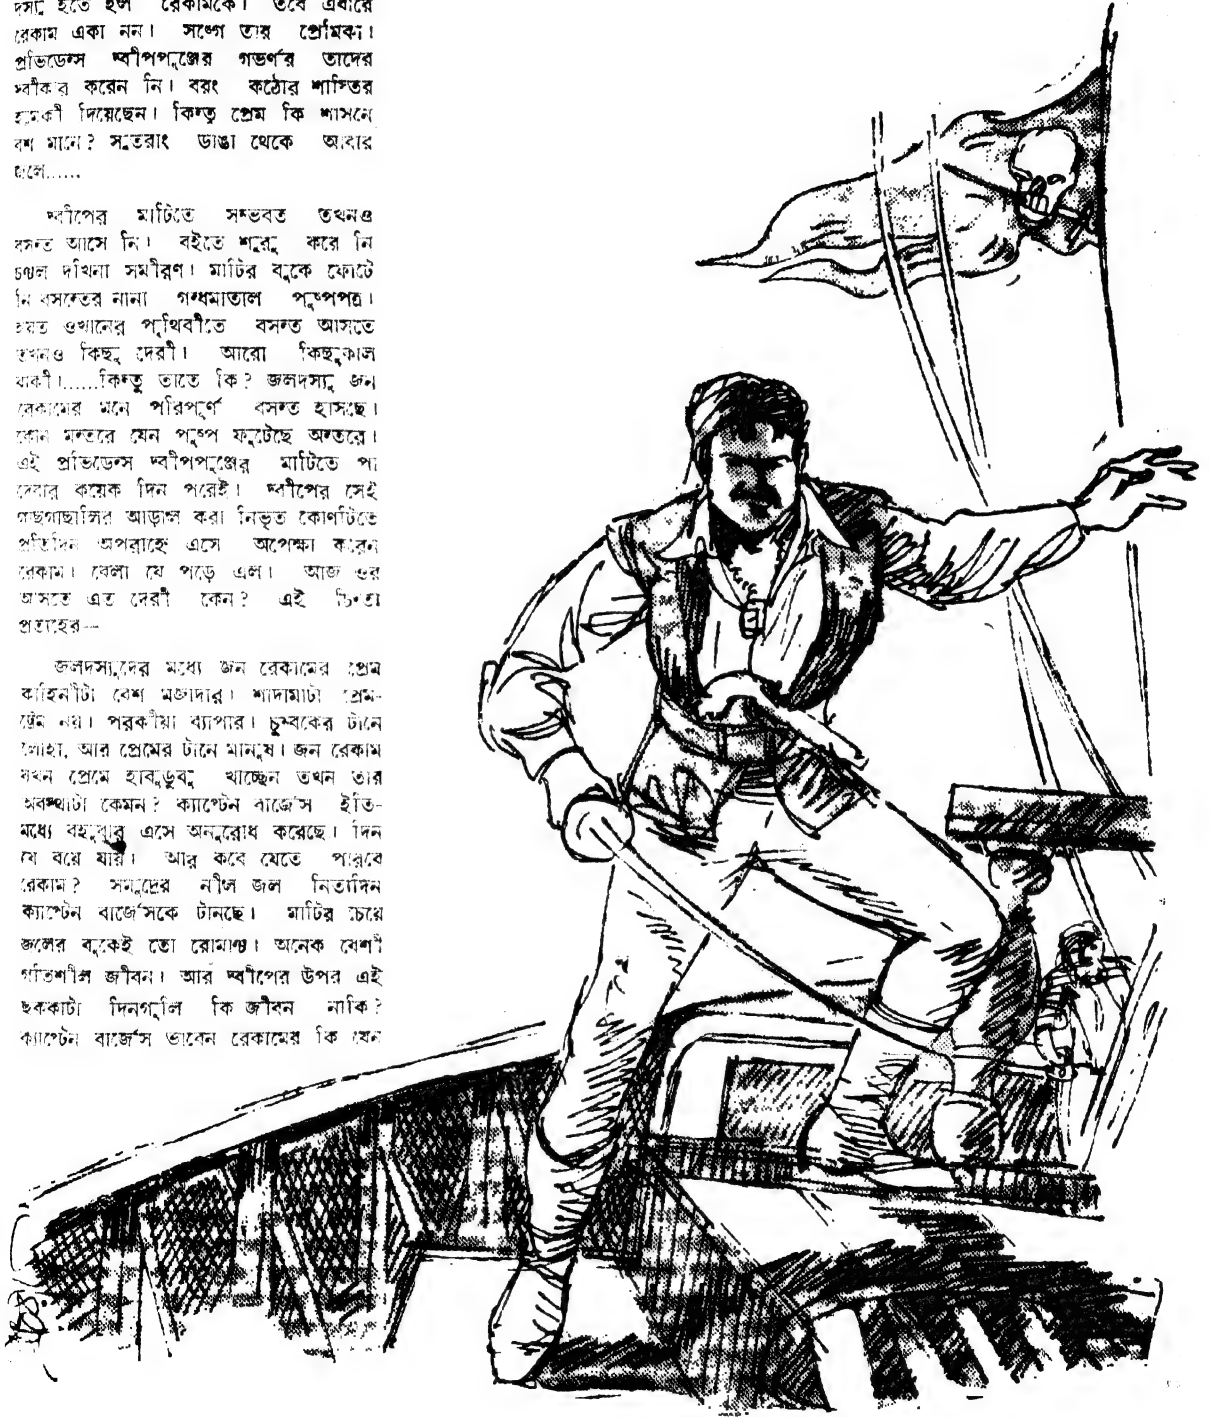 দস্যু হতে হল রেকামকে। তবে এবারে
রেকাম একা নন। সঙ্গে তার প্রেমিকা।
প্রভিডেন্স দ্বীপপুঞ্জের গভর্ণর তাদের
স্বীকার করেন নি। বরং কঠোর শাস্তির
হুমকী দিয়েছেন। কিন্তু প্রেম কি শাসনে
বশ মানে? সুতরাং ডাঙা থেকে আবার
জলে......
দ্বীপের মাটিতে সম্ভবত তখনও
বসন্ত আসে নি। বইতে শুরু করে নি
চঞ্চল দখিনা সমীরণ। মাটির বুকে ফোটে
নি বসন্তের নানা গন্ধমাতাল পুষ্পপত্র।
হয়ত ওখানের পৃথিবীতে বসন্ত আসতে
তখনও কিছু দেরী। আরো কিছুকাল
বাকী।......কিন্তু তাতে কি? জলদস্যু জন
রেকামের মনে পরিপূর্ণ বসন্ত হাসছে।
কোন মন্তরে যেন পুষ্প ফুটেছে অন্তরে।
এই প্রভিডেন্স দ্বীপপুঞ্জের মাটিতে পা
দেবার কয়েক দিন পরেই। দ্বীপের সেই
গাছগাছালির আড়াল করা নিভৃত কোণটিতে
প্রতিদিন অপরাহ্নে এসে অপেক্ষা করেন
রেকাম। বেলা যে পড়ে এল। আজ ওর
আসতে এত দেরী কেন? এই চিন্তা
প্রত্যহের—
জলদস্যুদের মধ্যে জন রেকামের প্রেম
কাহিনীটা বেশ মজাদার। শাদামাটা প্রেম-
ট্রেম নয়। পরকীয়া ব্যাপার। চুম্বকের টানে
লোহা, আর প্রেমের টানে মানুষ। জন রেকাম
যখন প্রেমে হাবুডুবু খাচ্ছেন তখন তার
অবস্থাটা কেমন? ক্যাপ্টেন বার্জেস ইতি-
মধ্যে বহুবার এসে অনুরোধ করেছে। দিন
যে বয়ে যায়। আর কবে যেতে পারবে
রেকাম? সমুদ্রের নীল জল নিত্যদিন
ক্যাপ্টেন বার্জেসকে টানছে। মাটির চেয়ে
জলের বুকেই তো রোমাঞ্চ। অনেক বেশী
গতিশীল জীবন। আর দ্বীপের উপর এই
ছককাটা দিনগুলি কি জীবন নাকি?
ক্যাপ্টেন বার্জেস ভাবেন রেকামের কি যেন